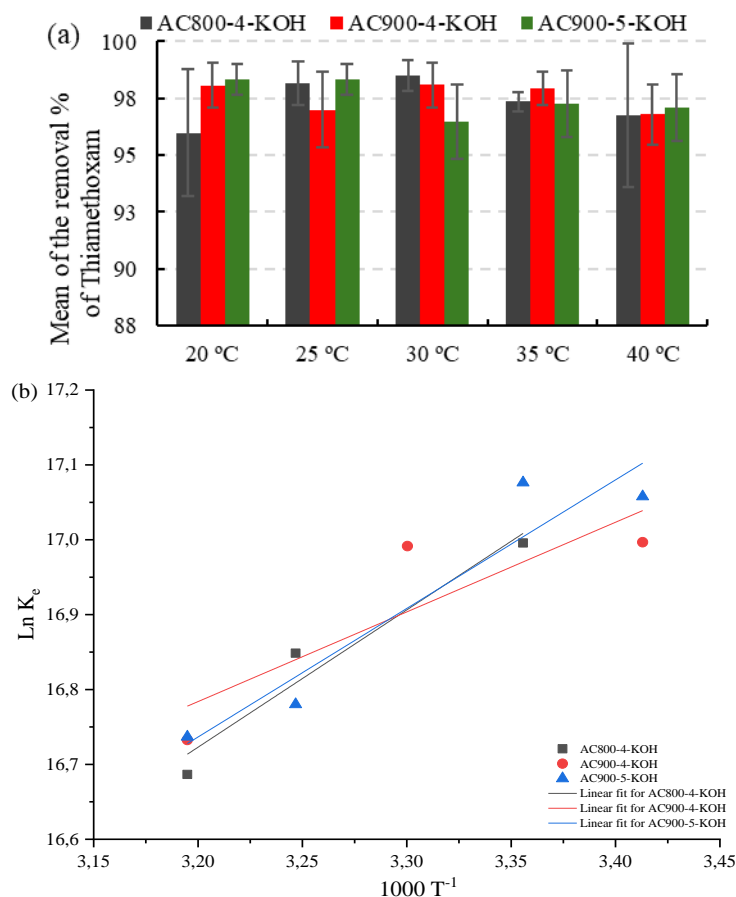 (a)
AC800-4-KOH AC900-4-KOH AC900-5-KOH
Mean of the removal %
of Thiamethoxam
100
98
95
93
90
88
20 ºC 25 ºC 30 ºC 35 ºC 40 ºC
(b)
17,2
17,1
17,0
16,9
16,8
16,7
16,6
Ln Ke
AC800-4-KOH
AC900-4-KOH
AC900-5-KOH
Linear fit for AC800-4-KOH
Linear fit for AC900-4-KOH
Linear fit for AC900-5-KOH
3,15 3,20 3,25 3,30 3,35 3,40 3,45
1000 T-1